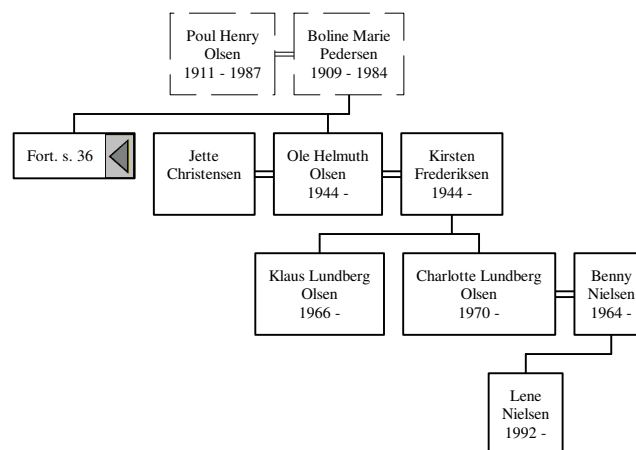 Poul Henry
Olsen
1911 - 1987
Boline Marie
Pedersen
1909 - 1984
Fort. s. 36
Jette
Christensen
Ole Helmuth
Olsen
1944 -
Kirsten
Frederiksen
1944 -
Klaus Lundberg
Olsen
1966 -
Charlotte Lundberg
Olsen
1970 -
Benny
Nielsen
1964 -
Lene
Nielsen
1992 -